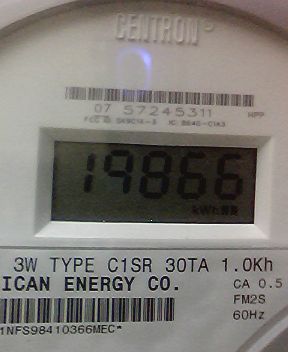 CENTRON®
07 57245311 HPP
19866
kWh
3W TYPE C1SR 30TA 1.0Kh
ICAN ENERGY CO. CA 0.5
FM2S
1NFS98410366MEC* 60Hz